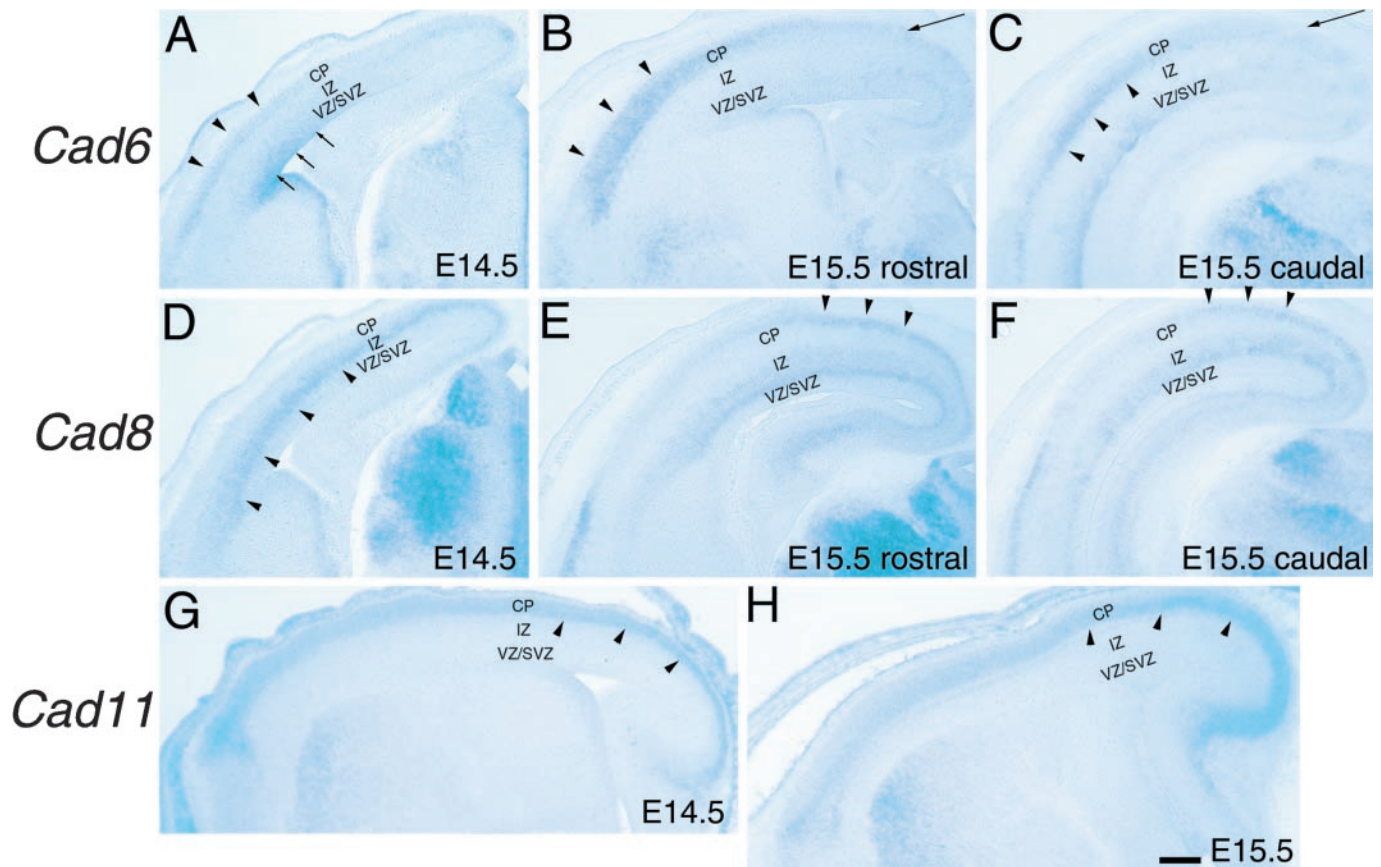 A
CP
IZ
VZ/SVZ
E14.5
B
CP
IZ
VZ/SVZ
E15.5 rostral
C
CP
IZ
VZ/SVZ
E15.5 caudal
Cad6
D
CP
IZ
VZ/SVZ
E14.5
E
CP
IZ
VZ/SVZ
E15.5 rostral
F
CP
IZ
VZ/SVZ
E15.5 caudal
Cad8
G
CP
IZ
VZ/SVZ
E14.5
H
CP
IZ
VZ/SVZ
E15.5
Cad11